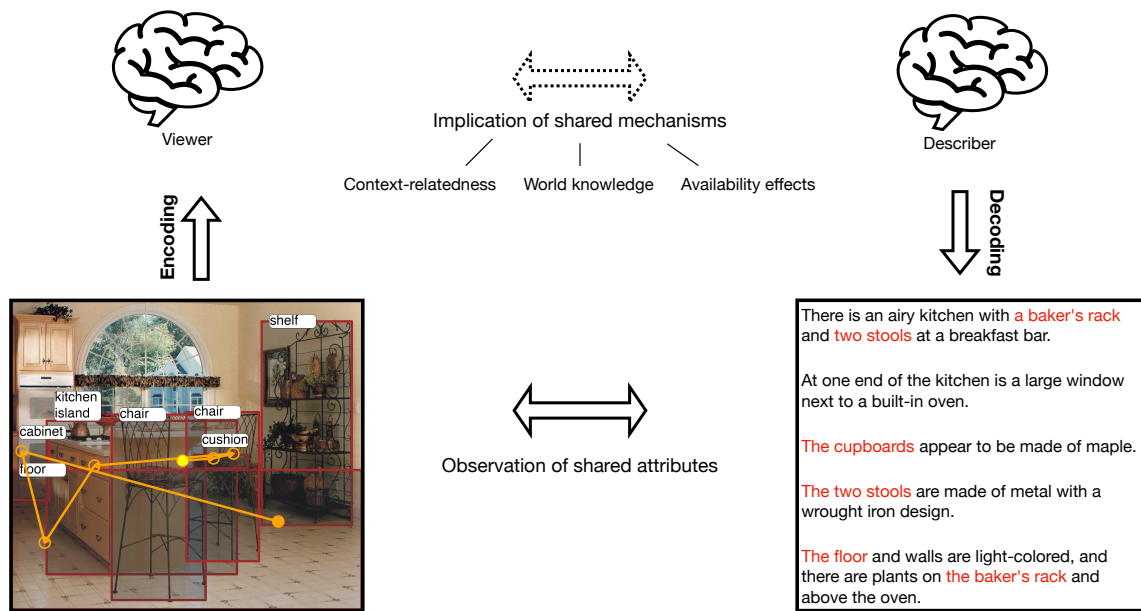 Viewer
Implication of shared mechanisms
Context-relatedness
World knowledge
Availability effects
Describer
Encoding
Decoding
shelf
kitchen
island
chair
chair
cabinet
cushion
floor
Observation of shared attributes
There is an airy kitchen with a baker's rack
and two stools at a breakfast bar.
At one end of the kitchen is a large window
next to a built-in oven.
The cupboards appear to be made of maple.
The two stools are made of metal with a
wrought iron design.
The floor and walls are light-colored, and
there are plants on the baker's rack and
above the oven.